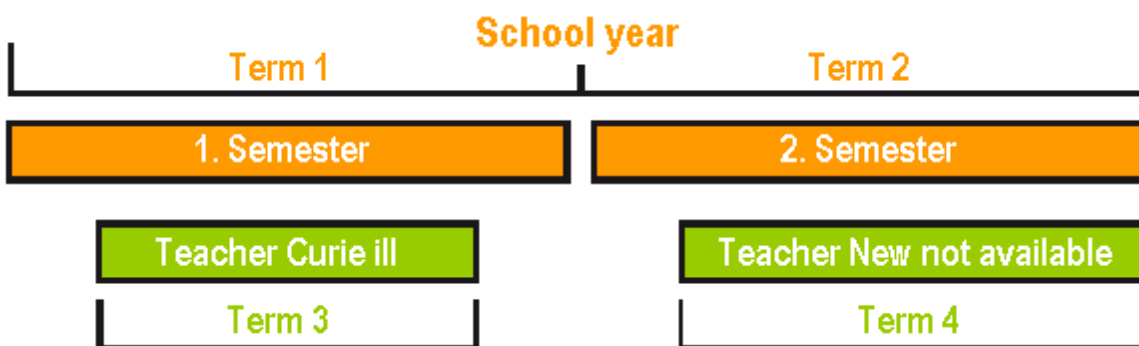 School year
Term 1
Term 2
1. Semester
2. Semester
Teacher Curie ill
Teacher New not available
Term 3
Term 4